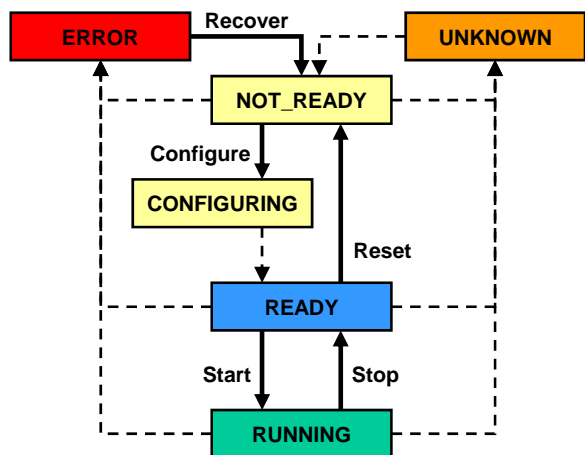 Recover
ERROR
UNKNOWN
NOT_READY
Configure
CONFIGURING
Reset
READY
Start
Stop
RUNNING